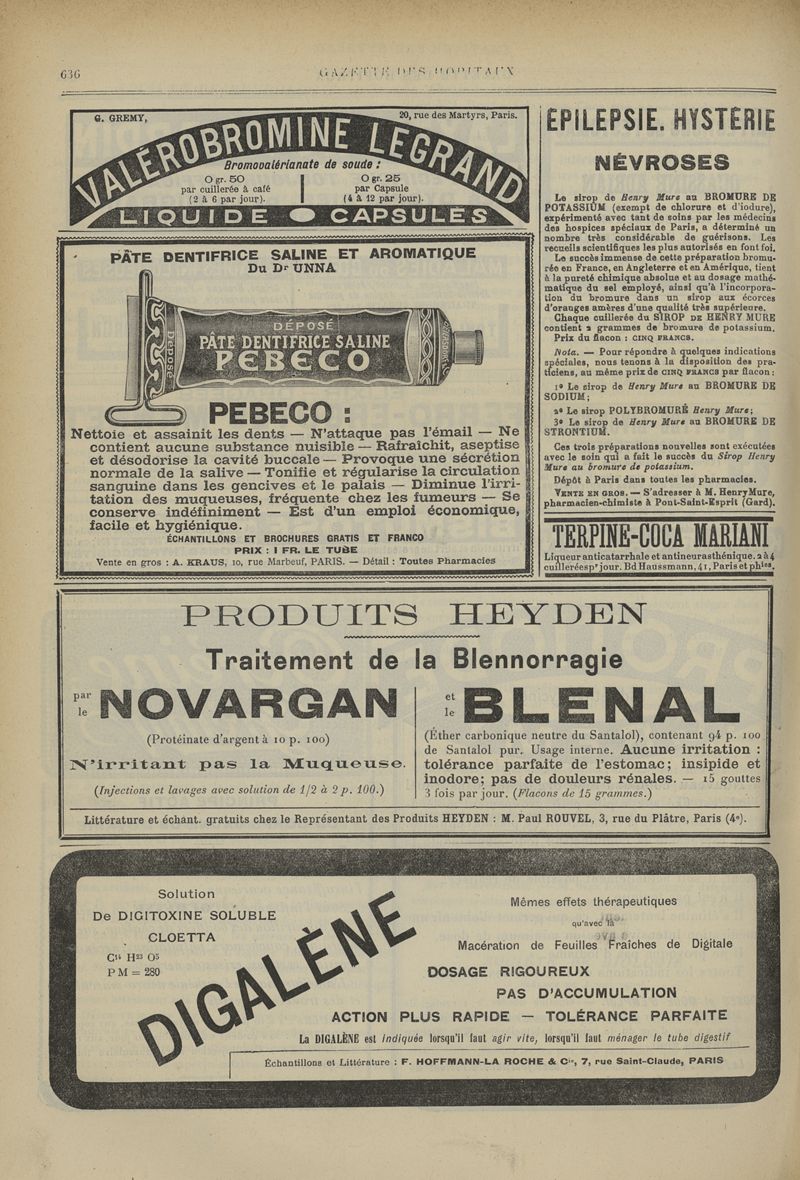 636
GAZETTE DES HOPITAUX
G. GREMY,
20, rue des Martyrs, Paris.
VALÉROBROMINE LEGRAND
Bromovalérianate de soude :
0 gr. 50
par cuillerée à café
(2 à 6 par jour).
0 gr. 25
par Capsule
(4 à 12 par jour).
LIQUIDE CAPSULES
PÂTE DENTIFRICE SALINE ET AROMATIQUE
Du Dr UNNA
Déposé
DÉPOSÉ
PÂTE DENTIFRICE SALINE
PEBECO
PEBECO :
Nettoie et assainit les dents — N'attaque pas l'émail — Ne
contient aucune substance nuisible — Rafraichit, aseptise
et désodorise la cavité buccale — Provoque une sécrétion
normale de la salive — Tonifie et régularise la circulation
sanguine dans les gencives et le palais — Diminue l'irri-
tation des muqueuses, fréquente chez les fumeurs — Se
conserve indéfiniment — Est d'un emploi économique,
facile et hygiénique.
ÉCHANTILLONS ET BROCHURES GRATIS ET FRANCO
PRIX : 1 FR. LE TUBE
Vente en gros : A. KRAUS, 10, rue Marbeuf, PARIS. — Détail : Toutes Pharmacies
ÉPILEPSIE. HYSTÉRIE
NÉVROSES
Le sirop de Henry Mure au BROMURE DE
POTASSIUM (exempt de chlorure et d'iodure),
expérimenté avec tant de soins par les médecins
des hospices spéciaux de Paris, a déterminé un
nombre très considérable de guérisons. Les
recueils scientifiques les plus autorisés en font foi.
Le succès immense de cette préparation bromu-
rée en France, en Angleterre et en Amérique, tient
à la pureté chimique absolue et au dosage mathé-
matique du sel employé, ainsi qu'à l'incorpora-
tion du bromure dans un sirop aux écorces
d'oranges amères d'une qualité très supérieure.
Chaque cuillerée du SIROP DE HENRY MURE
contient 2 grammes de bromure de potassium.
Prix du flacon : CINQ FRANCS.
Nota. — Pour répondre à quelques indications
spéciales, nous tenons à la disposition des pra-
ticiens, au même prix de CINQ FRANCS par flacon :
1° Le sirop de Henry Mure au BROMURE DE
SODIUM;
2° Le sirop POLYBROMURÉ Henry Mure;
3° Le sirop de Henry Mure au BROMURE DE
STRONTIUM.
Ces trois préparations nouvelles sont exécutées
avec le soin qui a fait le succès du Sirop Henry
Mure au bromure de potassium.
Dépôt à Paris dans toutes les pharmacies.
VENTE EN GROS. — S'adresser à M. Henry Mure,
pharmacien-chimiste à Pont-Saint-Esprit (Gard).
TERPINE-COCA MARIANI
Liqueur anticatarrhale et antineurasthénique. 2 à 4
cuilleréesp'jour. Bd Haussmann, 41, Paris et phies.
PRODUITS HEYDEN
Traitement de la Blennorragie
par le NOVARGAN
(Protéinate d'argent à 10 p. 100)
N'irritant pas la Muqueuse.
(Injections et lavages avec solution de 1/2 à 2 p. 100.)
et le BLENAL
(Éther carbonique neutre du Santalol), contenant 94 p. 100
de Santalol pur. Usage interne. Aucune irritation :
tolérance parfaite de l'estomac; insipide et
inodore; pas de douleurs rénales. — 15 gouttes
3 fois par jour. (Flacons de 15 grammes.)
Littérature et échant. gratuits chez le Représentant des Produits HEYDEN : M. Paul ROUVEL, 3, rue du Plâtre, Paris (4e).
Solution
De DIGITOXINE SOLUBLE
CLOETTA
C14 H23 O5
PM = 280
DIGALÈNE
Mêmes effets thérapeutiques
qu'avec la
Macération de Feuilles Fraîches de Digitale
DOSAGE RIGOUREUX
PAS D'ACCUMULATION
ACTION PLUS RAPIDE — TOLÉRANCE PARFAITE
La DIGALÈNE est indiquée lorsqu'il faut agir vite, lorsqu'il faut ménager le tube digestif
Échantillons et Littérature : F. HOFFMANN-LA ROCHE & Cie, 7, rue Saint-Claude, PARIS